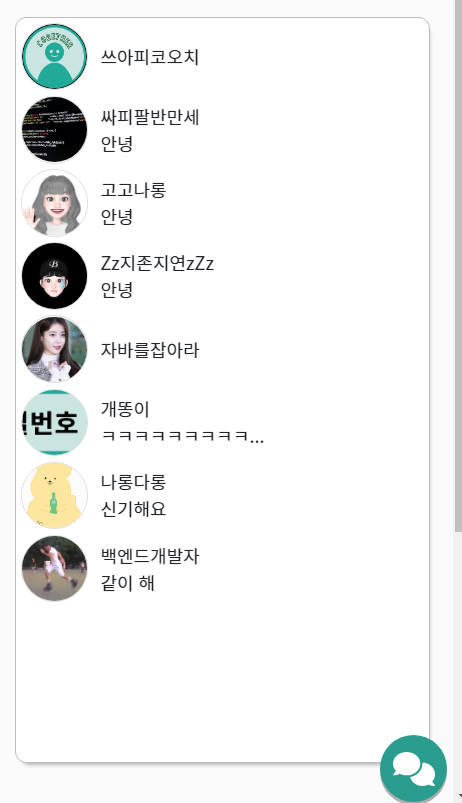 COGETHER
쓰아피코오치
싸피팔반만세
안녕
고고나롱
안녕
Zz지존지연zZz
안녕
자바를잡아라
번호
개똥이
ㅋㅋㅋㅋㅋㅋㅋㅋㅋ...
나롱다롱
신기해요
백엔드개발자
같이 해